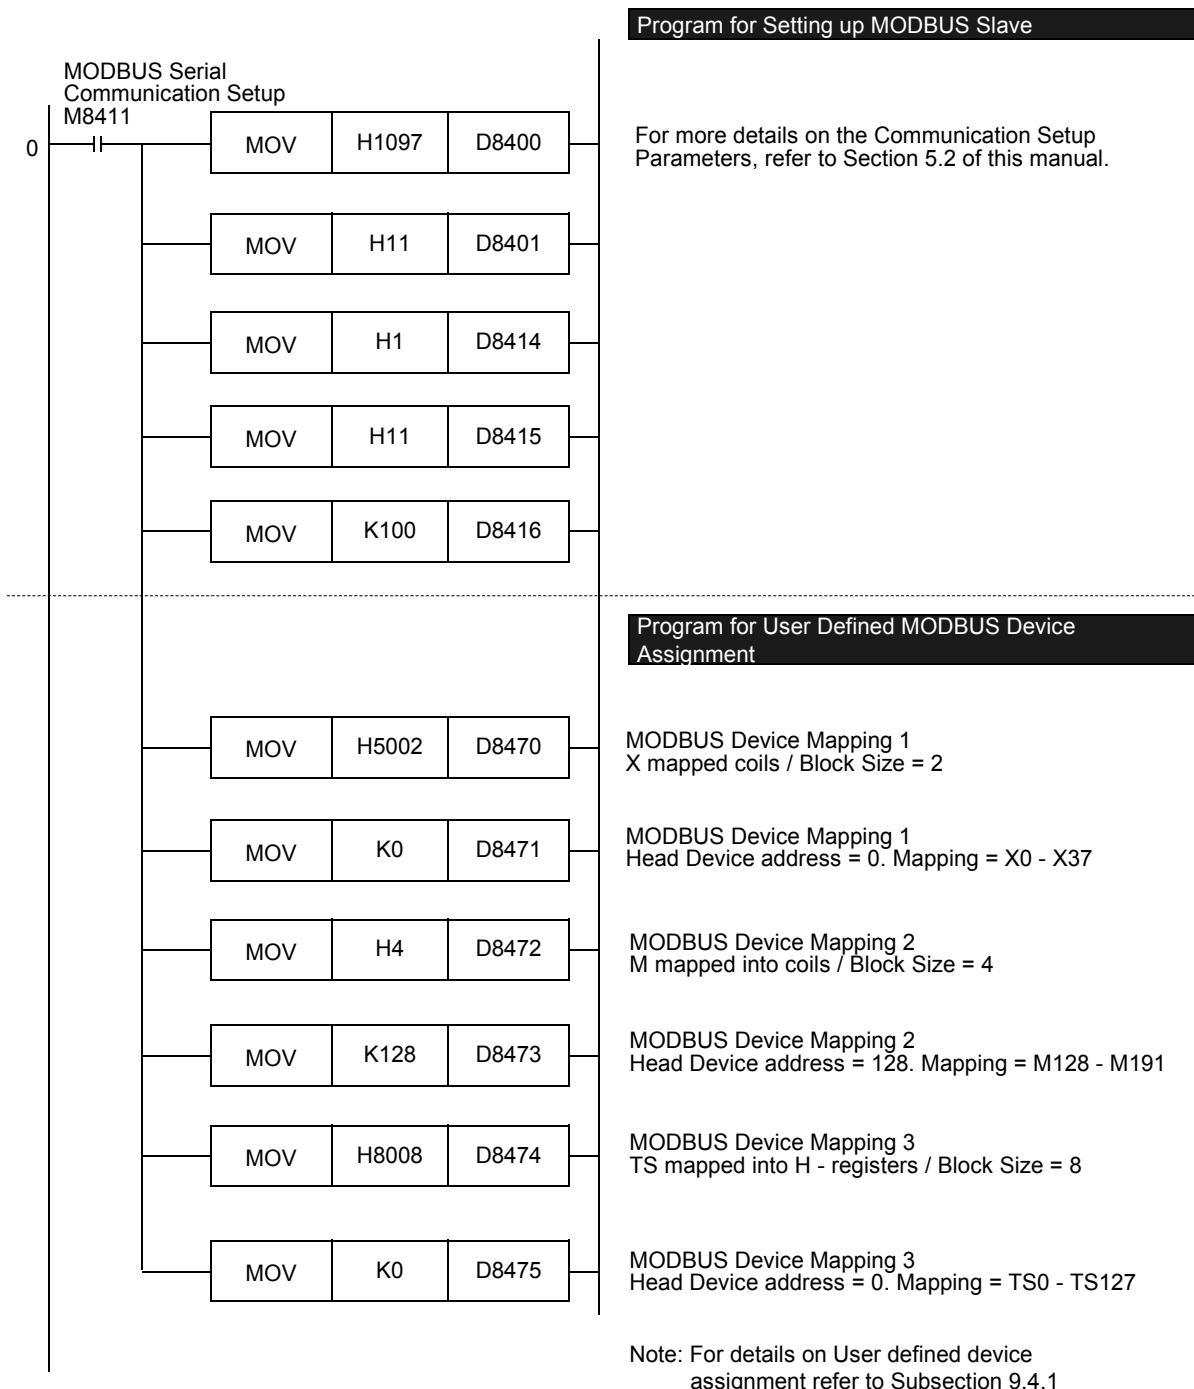 Program for Setting up MODBUS Slave
MODBUS Serial
Communication Setup
M8411
0
MOV H1097 D8400
For more details on the Communication Setup
Parameters, refer to Section 5.2 of this manual.
MOV H11 D8401
MOV H1 D8414
MOV H11 D8415
MOV K100 D8416
Program for User Defined MODBUS Device
Assignment
MOV H5002 D8470
MODBUS Device Mapping 1
X mapped coils / Block Size = 2
MOV K0 D8471
MODBUS Device Mapping 1
Head Device address = 0. Mapping = X0 - X37
MOV H4 D8472
MODBUS Device Mapping 2
M mapped into coils / Block Size = 4
MOV K128 D8473
MODBUS Device Mapping 2
Head Device address = 128. Mapping = M128 - M191
MOV H8008 D8474
MODBUS Device Mapping 3
TS mapped into H - registers / Block Size = 8
MOV K0 D8475
MODBUS Device Mapping 3
Head Device address = 0. Mapping = TS0 - TS127
Note: For details on User defined device
assignment refer to Subsection 9.4.1